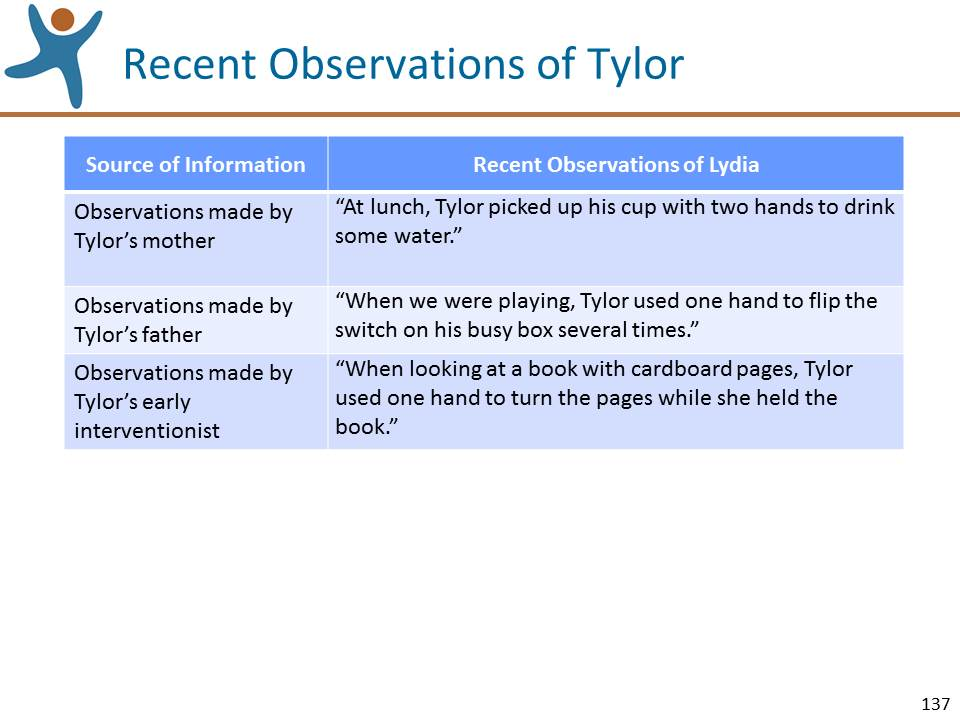 Recent Observations of Tylor
Source of Information
Recent Observations of Lydia
Observations made by
Tylor’s mother
“At lunch, Tylor picked up his cup with two hands to drink
some water.”
Observations made by
Tylor’s father
“When we were playing, Tylor used one hand to flip the
switch on his busy box several times.”
Observations made by
Tylor’s early
interventionist
“When looking at a book with cardboard pages, Tylor
used one hand to turn the pages while she held the
book.”
137